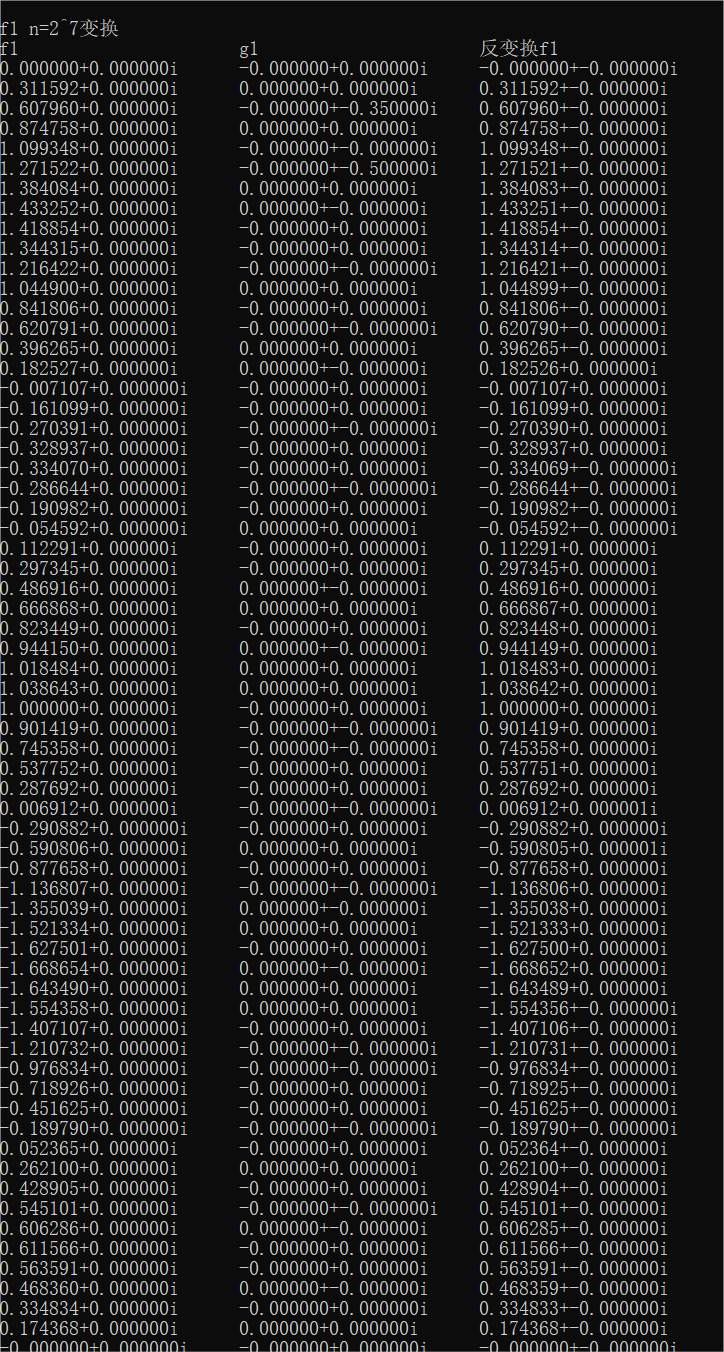 f1 n=2^7变换
f1 g1 反变换f1
0.000000+0.000000i -0.000000+0.000000i -0.000000+-0.000000i
0.311592+0.000000i 0.000000+0.000000i 0.311592+-0.000000i
0.607960+0.000000i -0.000000+-0.350000i 0.607960+-0.000000i
0.874758+0.000000i 0.000000+0.000000i 0.874758+-0.000000i
1.099348+0.000000i -0.000000+-0.000000i 1.099348+-0.000000i
1.271522+0.000000i -0.000000+-0.500000i 1.271521+-0.000000i
1.384084+0.000000i 0.000000+0.000000i 1.384083+-0.000000i
1.433252+0.000000i 0.000000+-0.000000i 1.433251+-0.000000i
1.418854+0.000000i -0.000000+0.000000i 1.418854+-0.000000i
1.344315+0.000000i -0.000000+0.000000i 1.344314+-0.000000i
1.216422+0.000000i -0.000000+-0.000000i 1.216421+-0.000000i
1.044900+0.000000i 0.000000+0.000000i 1.044899+-0.000000i
0.841806+0.000000i -0.000000+0.000000i 0.841806+-0.000000i
0.620791+0.000000i -0.000000+-0.000000i 0.620790+-0.000000i
0.396265+0.000000i 0.000000+0.000000i 0.396265+-0.000000i
0.182527+0.000000i 0.000000+-0.000000i 0.182526+0.000000i
-0.007107+0.000000i -0.000000+0.000000i -0.007107+0.000000i
-0.161099+0.000000i -0.000000+0.000000i -0.161099+0.000000i
-0.270391+0.000000i -0.000000+-0.000000i -0.270390+0.000000i
-0.328937+0.000000i -0.000000+0.000000i -0.328937+0.000000i
-0.334070+0.000000i -0.000000+0.000000i -0.334069+-0.000000i
-0.286644+0.000000i -0.000000+-0.000000i -0.286644+-0.000000i
-0.190982+0.000000i -0.000000+0.000000i -0.190982+-0.000000i
-0.054592+0.000000i 0.000000+0.000000i -0.054592+-0.000000i
0.112291+0.000000i -0.000000+0.000000i 0.112291+0.000000i
0.297345+0.000000i -0.000000+0.000000i 0.297345+0.000000i
0.486916+0.000000i 0.000000+-0.000000i 0.486916+0.000000i
0.666868+0.000000i 0.000000+0.000000i 0.666867+0.000000i
0.823449+0.000000i -0.000000+0.000000i 0.823448+0.000000i
0.944150+0.000000i 0.000000+-0.000000i 0.944149+0.000000i
1.018484+0.000000i 0.000000+0.000000i 1.018483+0.000000i
1.038643+0.000000i 0.000000+0.000000i 1.038642+0.000000i
1.000000+0.000000i -0.000000+0.000000i 1.000000+0.000000i
0.901419+0.000000i -0.000000+-0.000000i 0.901419+0.000000i
0.745358+0.000000i -0.000000+-0.000000i 0.745358+0.000000i
0.537752+0.000000i -0.000000+0.000000i 0.537751+0.000000i
0.287692+0.000000i -0.000000+0.000000i 0.287692+0.000000i
0.006912+0.000000i -0.000000+-0.000000i 0.006912+0.000001i
-0.290882+0.000000i -0.000000+0.000000i -0.290882+0.000000i
-0.590806+0.000000i 0.000000+0.000000i -0.590805+0.000001i
-0.877658+0.000000i -0.000000+0.000000i -0.877658+0.000000i
-1.136807+0.000000i -0.000000+-0.000000i -1.136806+0.000000i
-1.355039+0.000000i 0.000000+-0.000000i -1.355038+0.000000i
-1.521334+0.000000i 0.000000+0.000000i -1.521333+0.000000i
-1.627501+0.000000i -0.000000+0.000000i -1.627500+0.000000i
-1.668654+0.000000i 0.000000+-0.000000i -1.668652+0.000000i
-1.643490+0.000000i 0.000000+0.000000i -1.643489+0.000000i
-1.554358+0.000000i 0.000000+0.000000i -1.554356+-0.000000i
-1.407107+0.000000i -0.000000+0.000000i -1.407106+-0.000000i
-1.210732+0.000000i -0.000000+-0.000000i -1.210731+-0.000000i
-0.976834+0.000000i -0.000000+-0.000000i -0.976834+-0.000000i
-0.718926+0.000000i -0.000000+0.000000i -0.718925+-0.000000i
-0.451625+0.000000i -0.000000+0.000000i -0.451625+-0.000000i
-0.189790+0.000000i -0.000000+-0.000000i -0.189790+-0.000000i
0.052365+0.000000i -0.000000+0.000000i 0.052364+-0.000000i
0.262100+0.000000i 0.000000+0.000000i 0.262100+-0.000000i
0.428905+0.000000i -0.000000+0.000000i 0.428904+-0.000000i
0.545101+0.000000i -0.000000+-0.000000i 0.545101+-0.000000i
0.606286+0.000000i 0.000000+-0.000000i 0.606285+-0.000000i
0.611566+0.000000i -0.000000+0.000000i 0.611566+-0.000000i
0.563591+0.000000i -0.000000+0.000000i 0.563591+-0.000000i
0.468360+0.000000i 0.000000+-0.000000i 0.468359+-0.000000i
0.334834+0.000000i -0.000000+0.000000i 0.334833+-0.000000i
0.174368+0.000000i 0.000000+0.000000i 0.174368+-0.000000i
-0.000000+0.000000i -0.000000+0.000000i -0.000000+-0.000000i